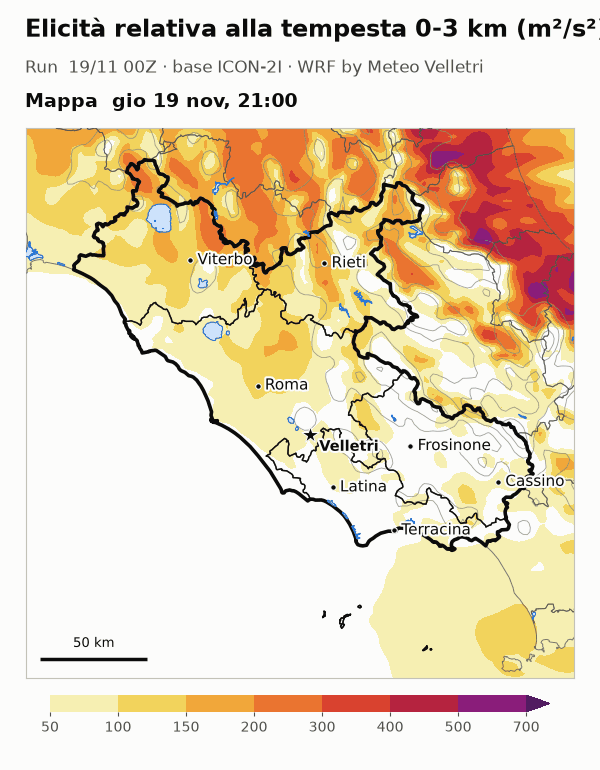 Elicità relativa alla tempesta 0-3 km (m²/s²)
Run 19/11 00Z · base ICON-2I · WRF by Meteo Velletri
Mappa gio 19 nov, 21:00
Viterbo
Rieti
Roma
Velletri
Frosinone
Latina
Cassino
Terracina
50 km
50 100 150 200 300 400 500 700